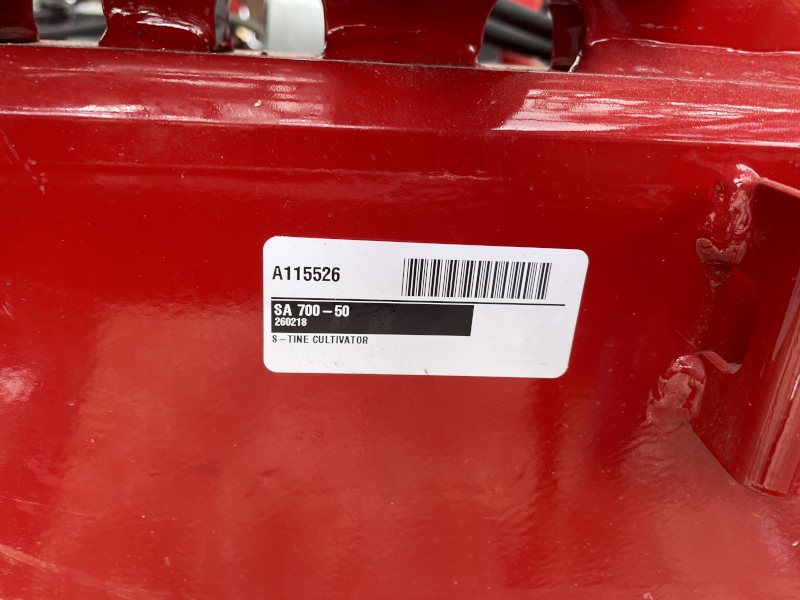 A115526
SA 700-50
260218
S-TINE CULTIVATOR